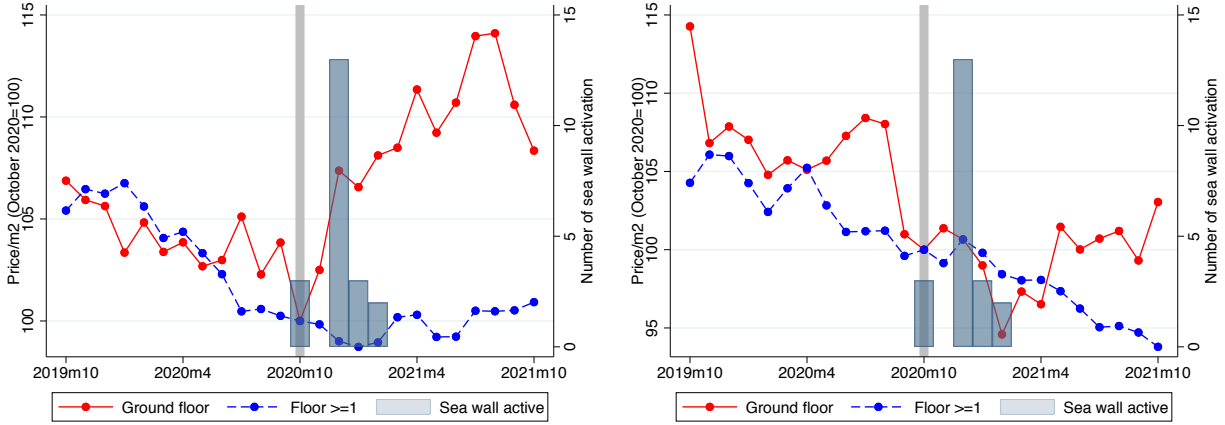 Price/m2 (October 2020=100)
115
110
105
100
15
10
5
0
Number of sea wall activation
2019m10 2020m4 2020m10 2021m4 2021m10
Ground floor Floor >=1 Sea wall active
Price/m2 (October 2020=100)
115
110
105
100
95
15
10
5
0
Number of sea wall activation
2019m10 2020m4 2020m10 2021m4 2021m10
Ground floor Floor >=1 Sea wall active